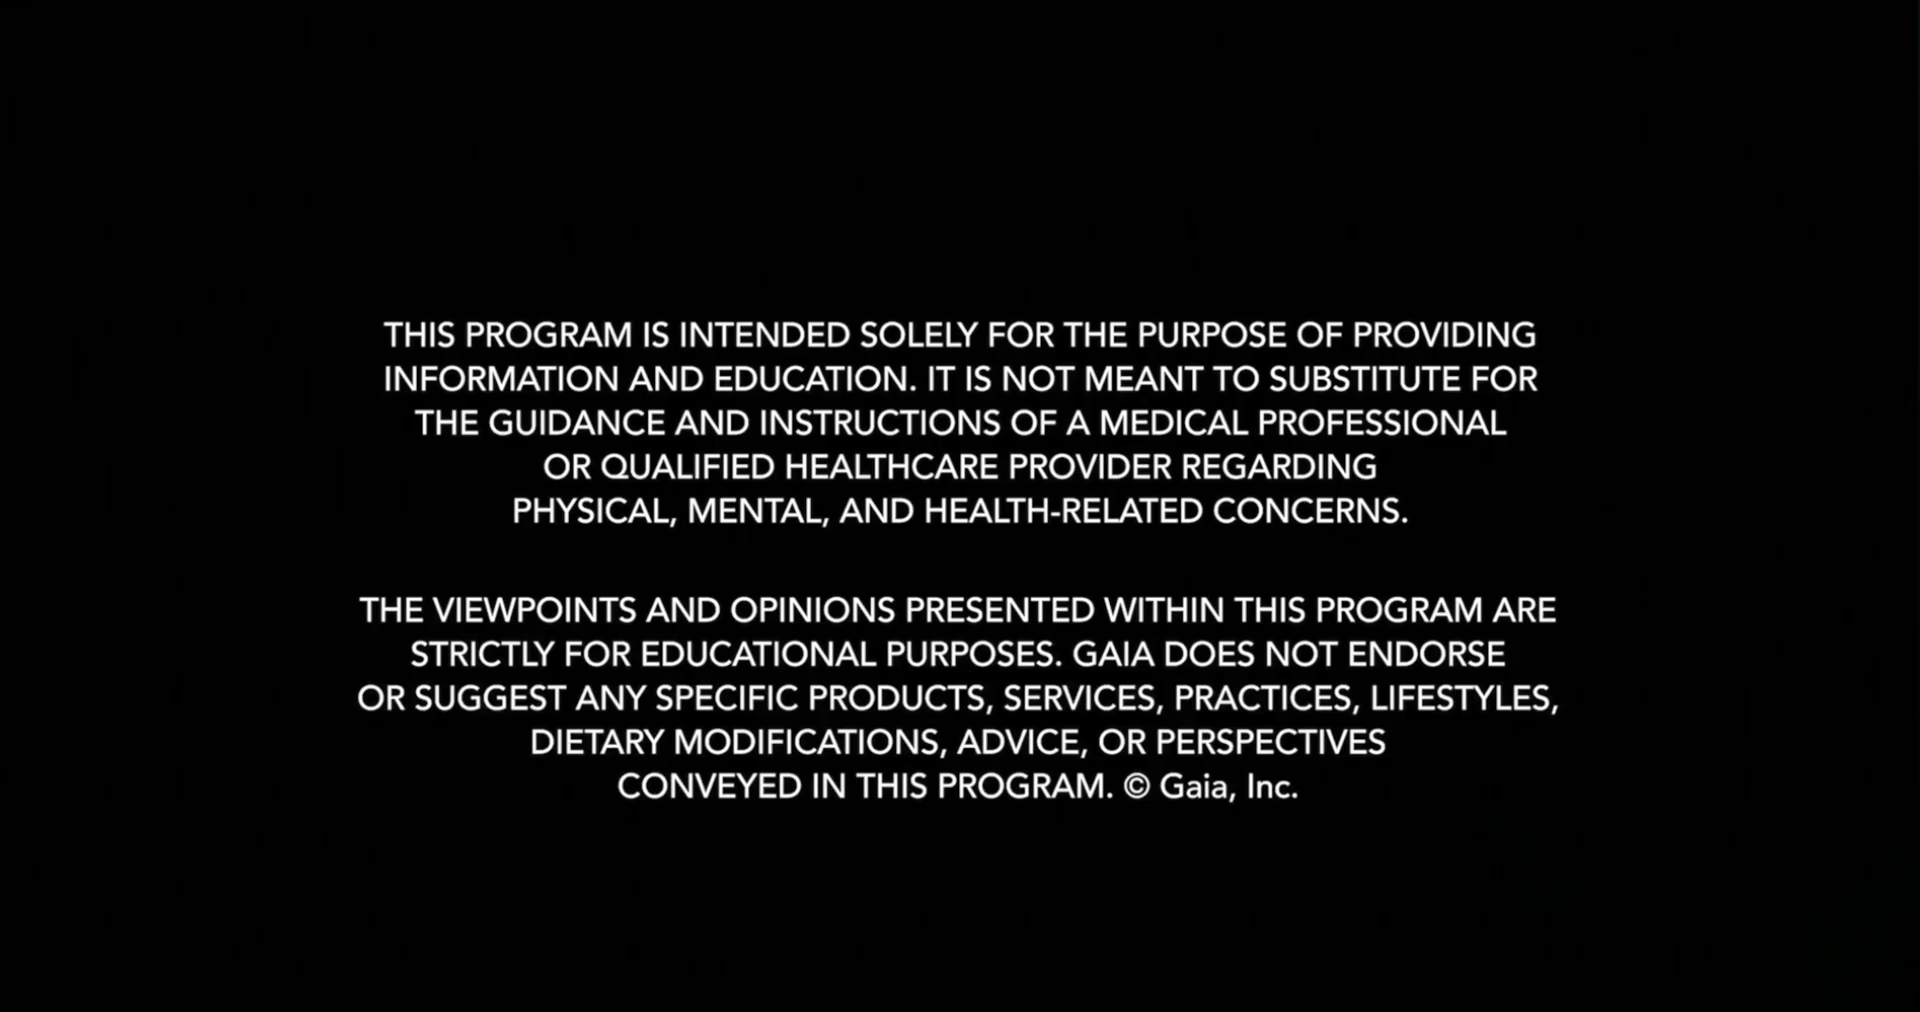 THIS PROGRAM IS INTENDED SOLELY FOR THE PURPOSE OF PROVIDING
INFORMATION AND EDUCATION. IT IS NOT MEANT TO SUBSTITUTE FOR
THE GUIDANCE AND INSTRUCTIONS OF A MEDICAL PROFESSIONAL
OR QUALIFIED HEALTHCARE PROVIDER REGARDING
PHYSICAL, MENTAL, AND HEALTH-RELATED CONCERNS.
THE VIEWPOINTS AND OPINIONS PRESENTED WITHIN THIS PROGRAM ARE
STRICTLY FOR EDUCATIONAL PURPOSES. GAIA DOES NOT ENDORSE
OR SUGGEST ANY SPECIFIC PRODUCTS, SERVICES, PRACTICES, LIFESTYLES,
DIETARY MODIFICATIONS, ADVICE, OR PERSPECTIVES
CONVEYED IN THIS PROGRAM. © Gaia, Inc.